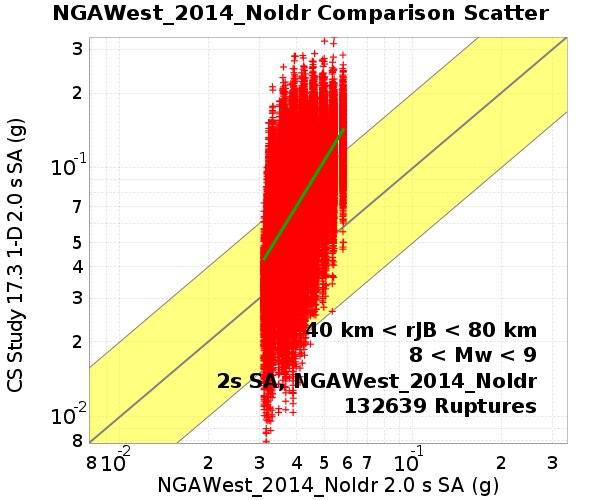 NGAWest_2014_NoIdr Comparison Scatter
CS Study 17.3 1-D 2.0 s SA (g)
3
2
10-1
7
5
4
3
2
10-2
8
40 km < rJB < 80 km
8 < Mw < 9
2s SA, NGAWest_2014_NoIdr
132639 Ruptures
8 10-2 2 3 4 5 6 7 10-1 2 3
NGAWest_2014_NoIdr 2.0 s SA (g)